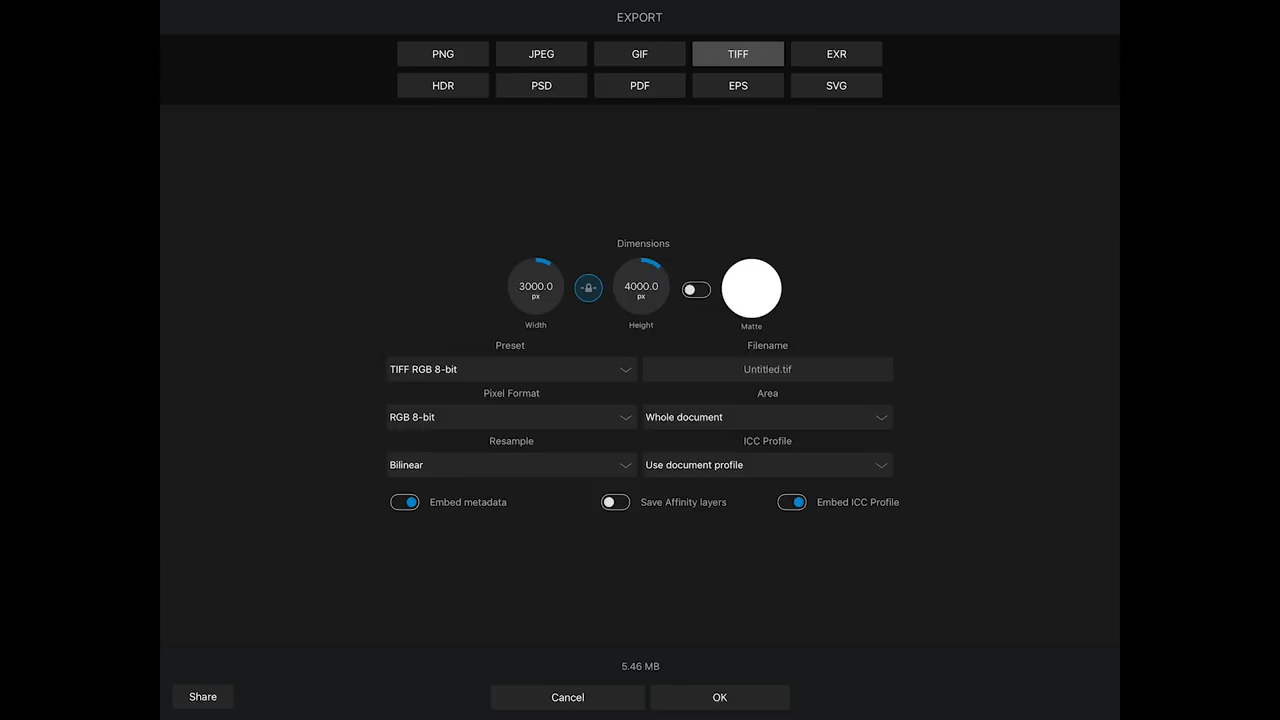 EXPORT
PNG JPEG GIF TIFF EXR
HDR PSD PDF EPS SVG
Dimensions
3000.0 px 4000.0 px
Width Height Matte
Preset Filename
TIFF RGB 8-bit Untitled.tif
Pixel Format Area
RGB 8-bit Whole document
Resample ICC Profile
Bilinear Use document profile
Embed metadata Save Affinity layers Embed ICC Profile
5.46 MB
Share Cancel OK